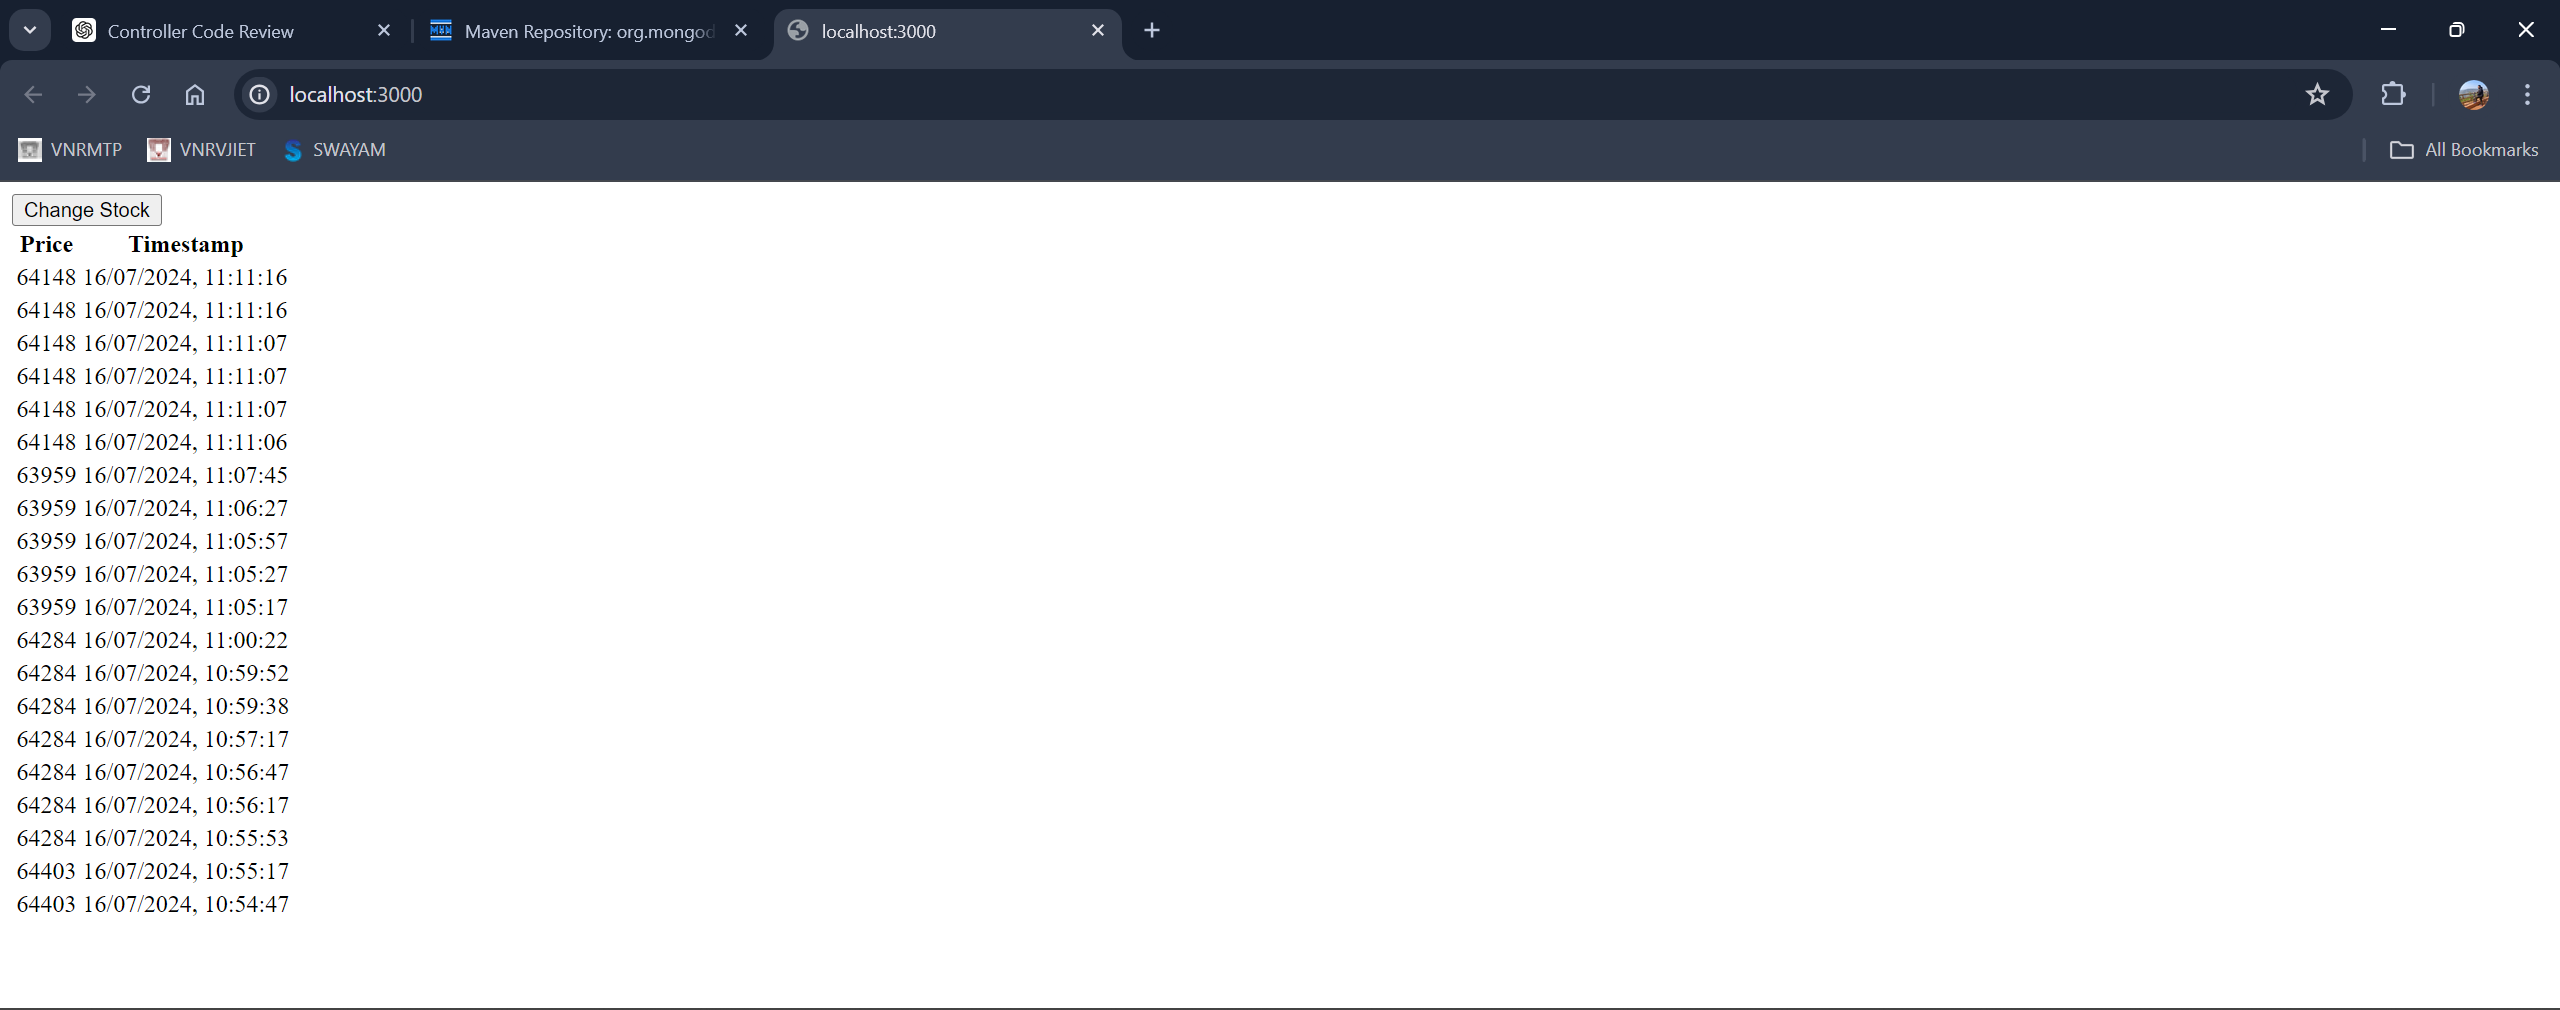 Controller Code Review
Maven Repository: org.mongod
localhost:3000
localhost:3000
VNRMTP
VNRVJIET
SWAYAM
All Bookmarks
Change Stock
Price Timestamp
64148 16/07/2024, 11:11:16
64148 16/07/2024, 11:11:16
64148 16/07/2024, 11:11:07
64148 16/07/2024, 11:11:07
64148 16/07/2024, 11:11:07
64148 16/07/2024, 11:11:06
63959 16/07/2024, 11:07:45
63959 16/07/2024, 11:06:27
63959 16/07/2024, 11:05:57
63959 16/07/2024, 11:05:27
63959 16/07/2024, 11:05:17
64284 16/07/2024, 11:00:22
64284 16/07/2024, 10:59:52
64284 16/07/2024, 10:59:38
64284 16/07/2024, 10:57:17
64284 16/07/2024, 10:56:47
64284 16/07/2024, 10:56:17
64284 16/07/2024, 10:55:53
64403 16/07/2024, 10:55:17
64403 16/07/2024, 10:54:47